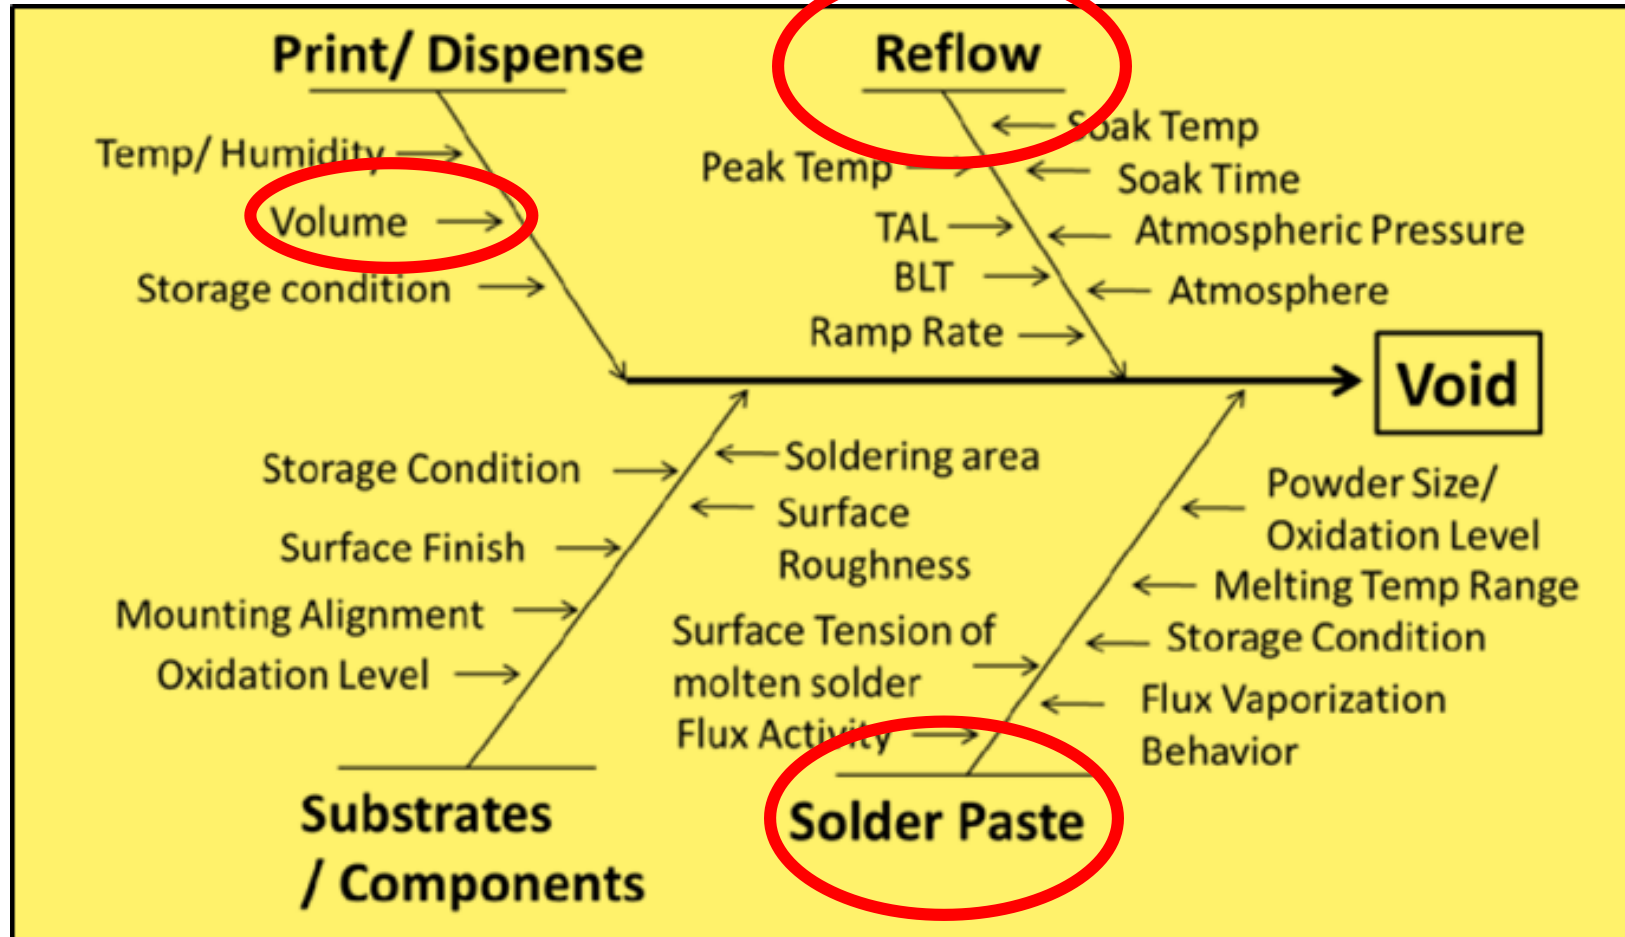 Print/ Dispense
Temp/ Humidity
Volume
Storage condition
Reflow
Soak Temp
Peak Temp
Soak Time
TAL
Atmospheric Pressure
BLT
Atmosphere
Ramp Rate
Void
Storage Condition
Soldering area
Surface
Roughness
Surface Finish
Mounting Alignment
Oxidation Level
Substrates
/ Components
Powder Size/
Oxidation Level
Melting Temp Range
Surface Tension of
molten solder
Storage Condition
Flux Activity
Flux Vaporization
Behavior
Solder Paste